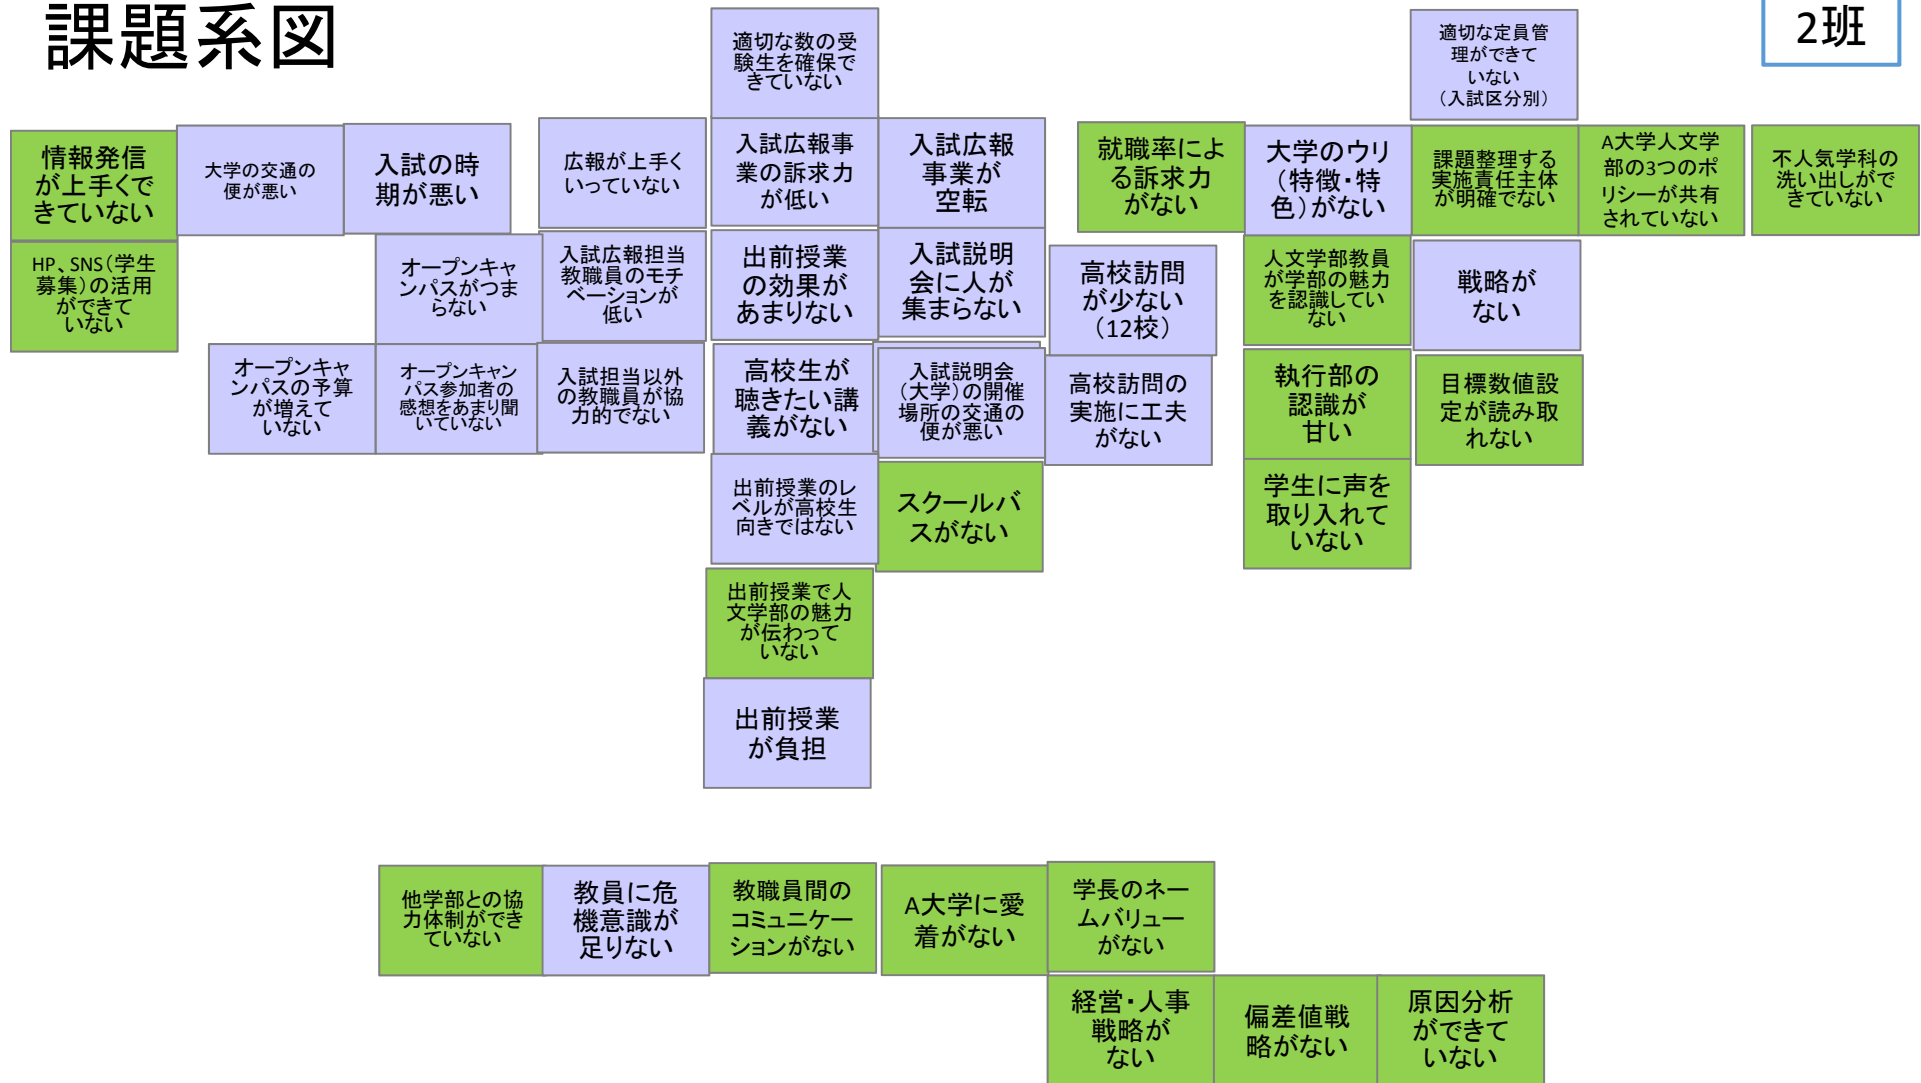 課題系図
2班
適切な数の受
験生を確保で
きていない
適切な定員管
理ができて
いない
（入試区分別）
情報発信
が上手くで
きていない
大学の交通の
便が悪い
入試の時
期が悪い
広報が上手く
いっていない
入試広報事
業の訴求力
が低い
入試広報
事業が
空転
就職率によ
る訴求力
がない
大学のウリ
（特徴・特
色）がない
課題整理する
実施責任主体
が明確でない
A大学人文学
部の3つのポ
リシーが共有
されていない
不人気学科の
洗い出しがで
きていない
HP、SNS（学生
募集）の活用
ができて
いない
オープンキャ
ンパスがつま
らない
入試広報担当
教職員のモチ
ベーションが
低い
出前授業
の効果が
あまりない
入試説明
会に人が
集まらない
高校訪問
が少ない
（12校）
人文学部教員
が学部の魅力
を認識してい
ない
戦略が
ない
オープンキャ
ンパスの予算
が増えて
いない
オープンキャン
パス参加者の
感想をあまり聞
いていない
入試担当以外
の教職員が協
力的でない
高校生が
聴きたい講
義がない
入試説明会
（大学）の開催
場所の交通の
便が悪い
高校訪問の
実施に工夫
がない
執行部の
認識が
甘い
目標数値設
定が読み取
れない
出前授業のレ
ベルが高校生
向きではない
スクールバ
スがない
学生に声を
取り入れて
いない
出前授業で人
文学部の魅力
が伝わって
いない
出前授業
が負担
他学部との協
力体制ができ
ていない
教員に危
機意識が
足りない
教職員間の
コミュニケー
ションがない
A大学に愛
着がない
学長のネー
ムバリュー
がない
経営・人事
戦略が
ない
偏差値戦
略がない
原因分析
ができて
いない